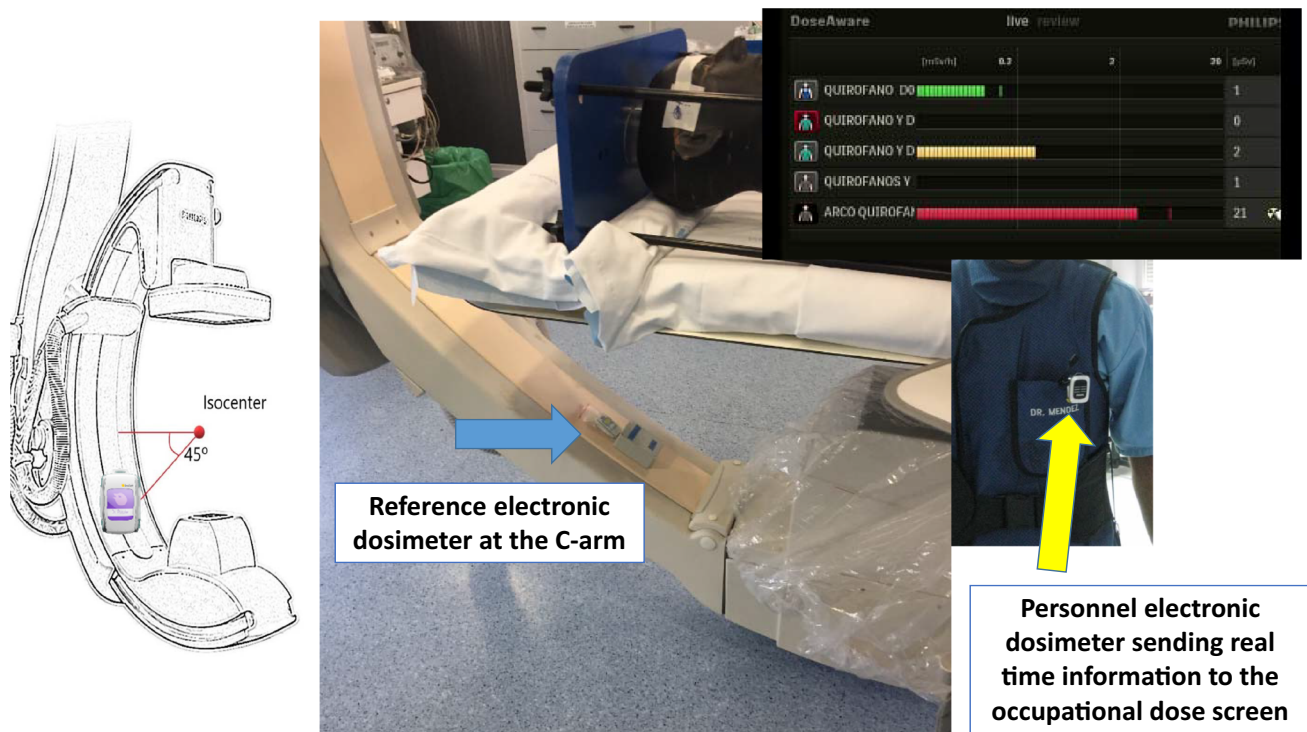 DoseAware live review PHILIPS
[mSv/h] 0.2 2 20 [µSv]
QUIROFANO DO 1
QUIROFANO Y D 0
QUIROFANO Y D 2
QUIROFANOS Y 1
ARCO QUIROFAN 21
PHILIPS
Isocenter
45º
Reference electronic
dosimeter at the C-arm
DR. MENDEZ
Personnel electronic
dosimeter sending real
time information to the
occupational dose screen